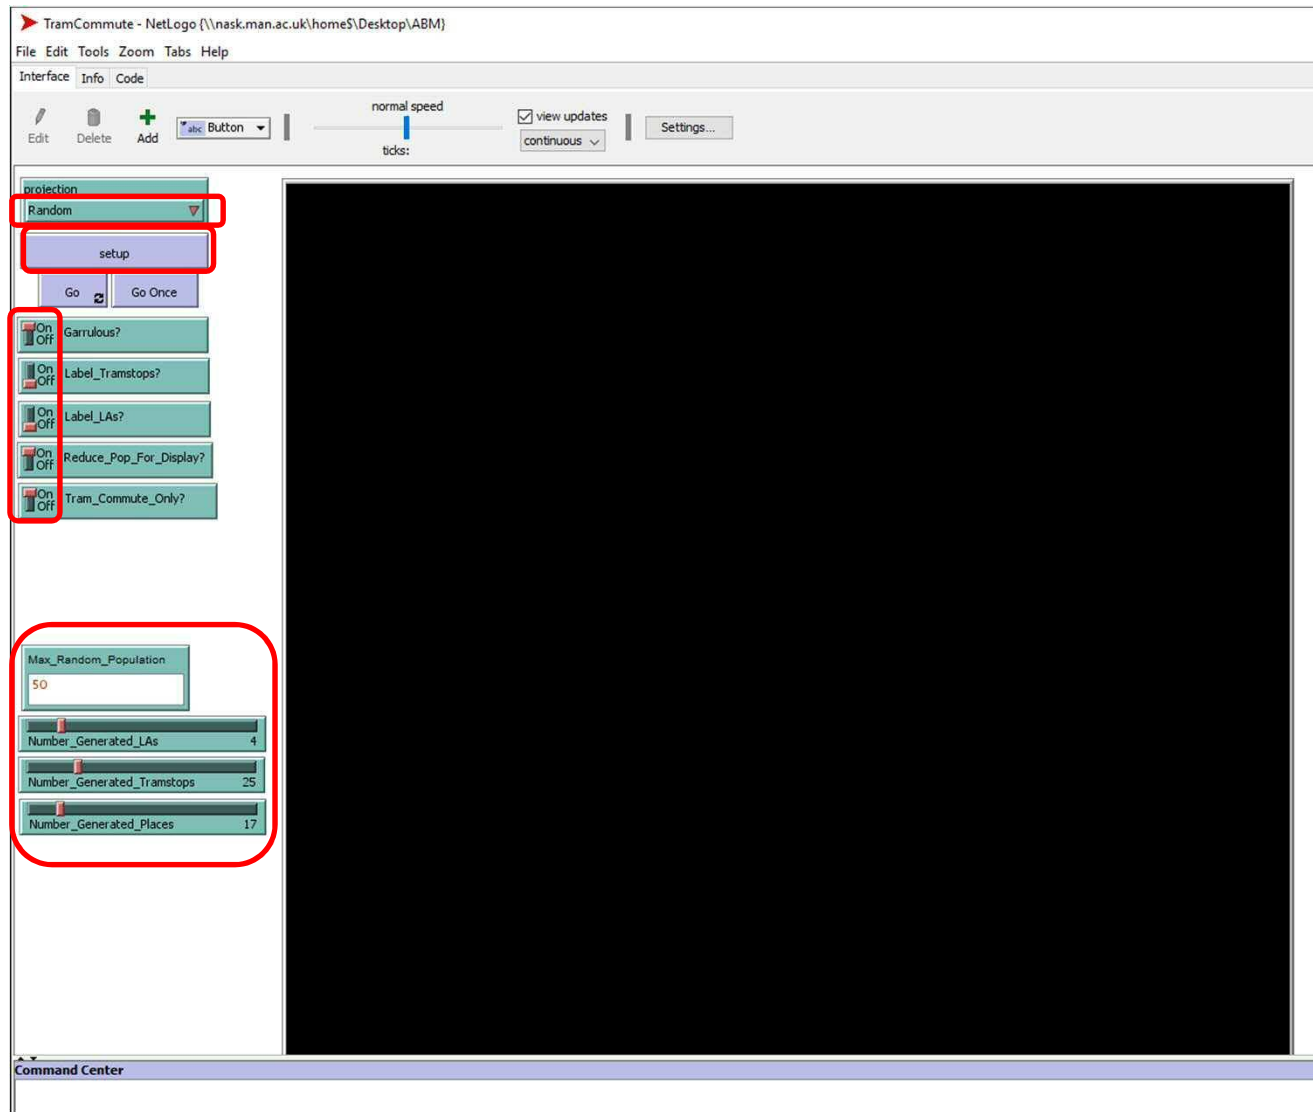 TramCommute - NetLogo {\\nask.man.ac.uk\home$\Desktop\ABM}
File Edit Tools Zoom Tabs Help
Interface Info Code
Edit Delete Add abc Button normal speed ticks: view updates continuous Settings...
projection
Random
setup
Go Go Once
On Off Garrulous?
On Off Label_Tramstops?
On Off Label_LAs?
On Off Reduce_Pop_For_Display?
On Off Tram_Commute_Only?
Max_Random_Population
50
Number_Generated_LAs 4
Number_Generated_Tramstops 25
Number_Generated_Places 17
Command Center